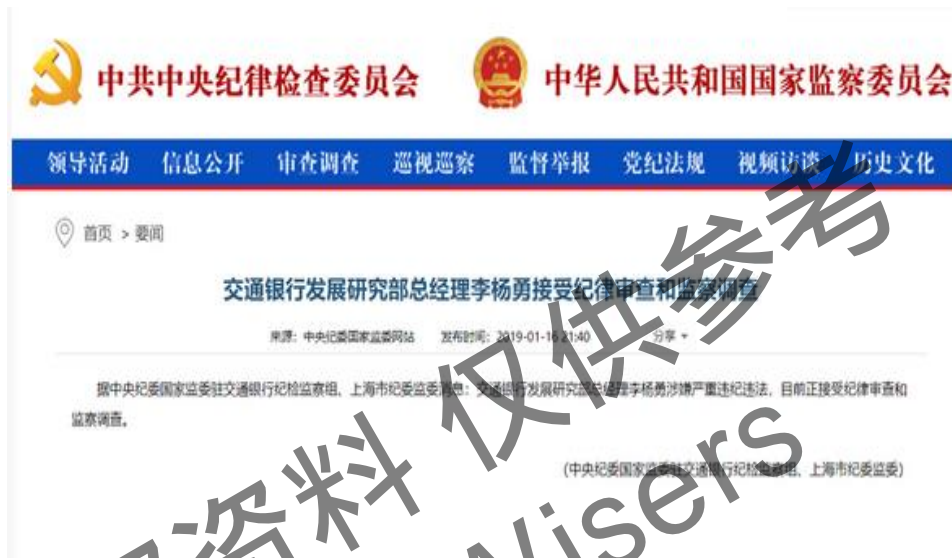 中共中央纪律检查委员会 中华人民共和国国家监察委员会
领导活动 信息公开 审查调查 巡视巡察 监督举报 党纪法规 视频访谈 历史文化
首页 > 要闻
交通银行发展研究部总经理李杨勇接受纪律审查和监察调查
来源：中央纪委国家监委网站 发布时间：2019-01-16 21:40 分享
据中央纪委国家监委驻交通银行纪检监察组、上海市纪委监委消息：交通银行发展研究部总经理李杨勇涉嫌严重违纪违法，目前正接受纪律审查和
监察调查。
(中央纪委国家监委驻交通银行纪检监察组、上海市纪委监委)
资料 仅供参考
Wisers